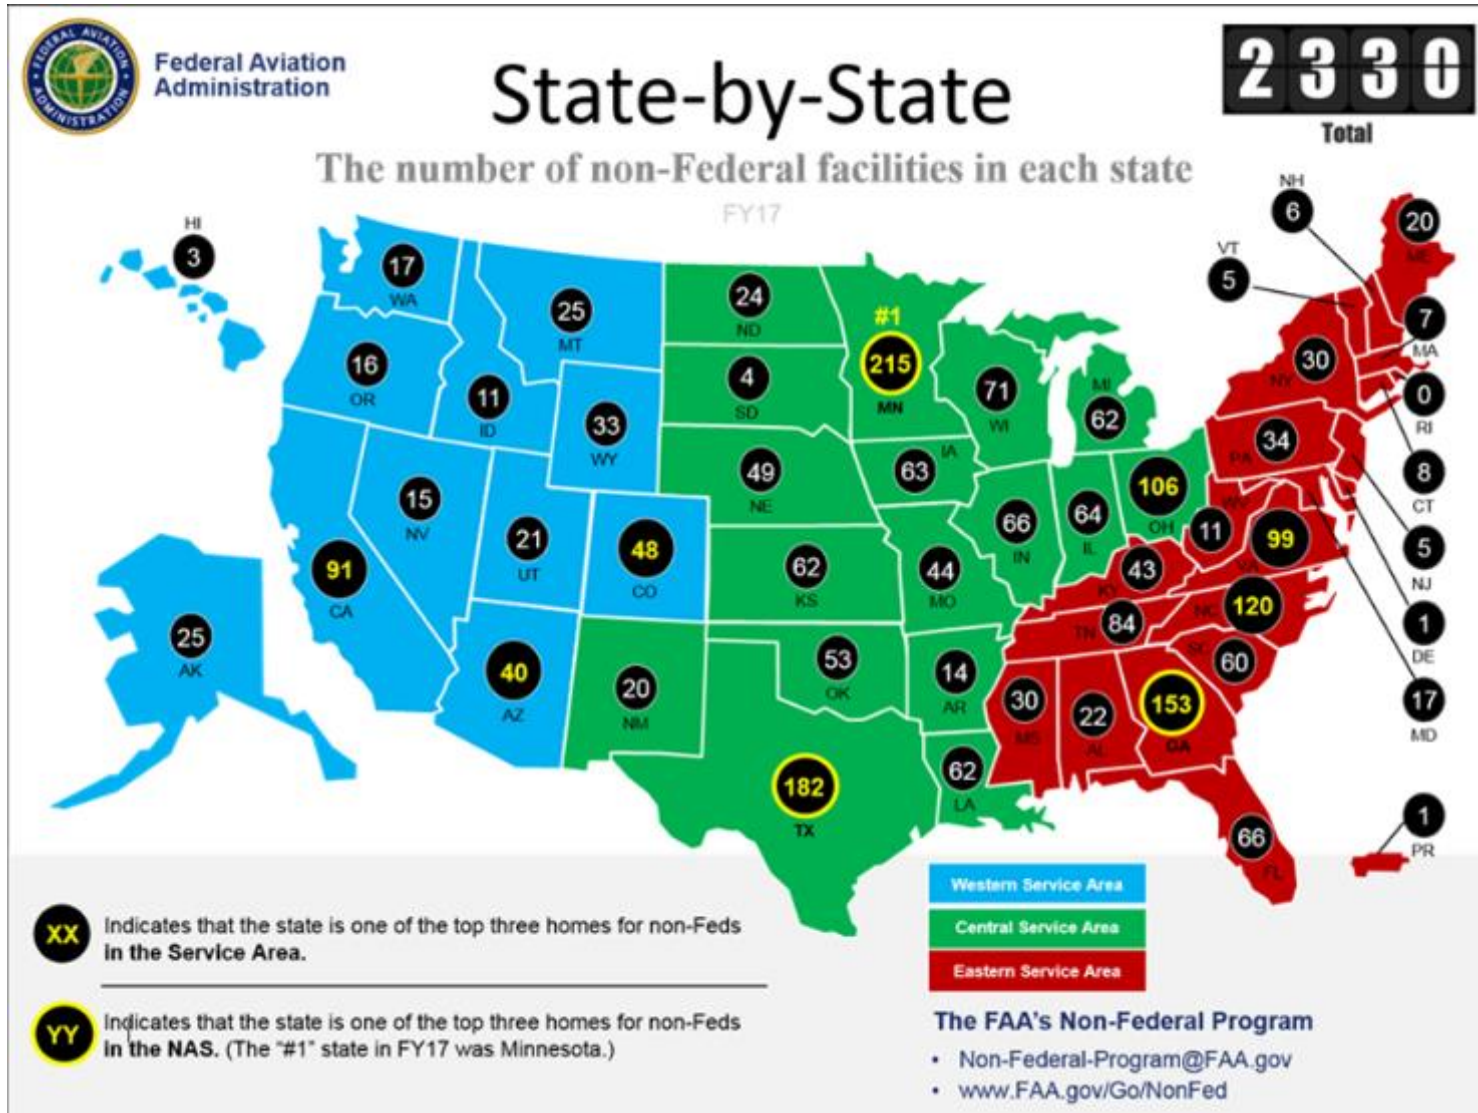 FEDERAL AVIATION
ADMINISTRATION
Federal Aviation
Administration
State-by-State
2330
Total
The number of non-Federal facilities in each state
FY17
HI
3
17
WA
25
MT
16
OR
11
ID
33
WY
15
NV
21
UT
48
CO
91
CA
40
AZ
25
AK
24
ND
4
SD
49
NE
62
KS
53
OK
20
NM
182
TX
#1
215
MN
IA
63
44
MO
14
AR
62
LA
71
WI
MI
62
66
IN
64
IL
106
OH
NH
6
VT
5
20
ME
7
MA
30
NY
0
RI
34
PA
8
CT
5
NJ
1
DE
17
MD
WV
11
99
VA
43
KY
120
NC
84
TN
60
SC
30
MS
22
AL
153
GA
66
FL
1
PR
XX
Indicates that the state is one of the top three homes for non-Feds
in the Service Area.
YY
Indicates that the state is one of the top three homes for non-Feds
in the NAS. (The "#1" state in FY17 was Minnesota.)
Western Service Area
Central Service Area
Eastern Service Area
The FAA's Non-Federal Program
• Non-Federal-Program@FAA.gov
• www.FAA.gov/Go/NonFed